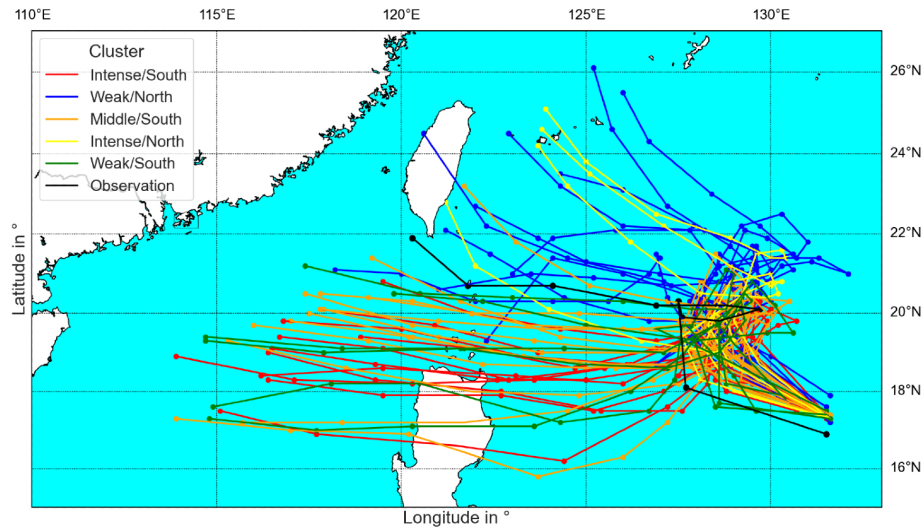 110°E 115°E 120°E 125°E 130°E
Cluster
Intense/South
Weak/North
Middle/South
Intense/North
Weak/South
Observation
26°N
24°N
22°N
20°N
18°N
16°N
Latitude in °
Longitude in °